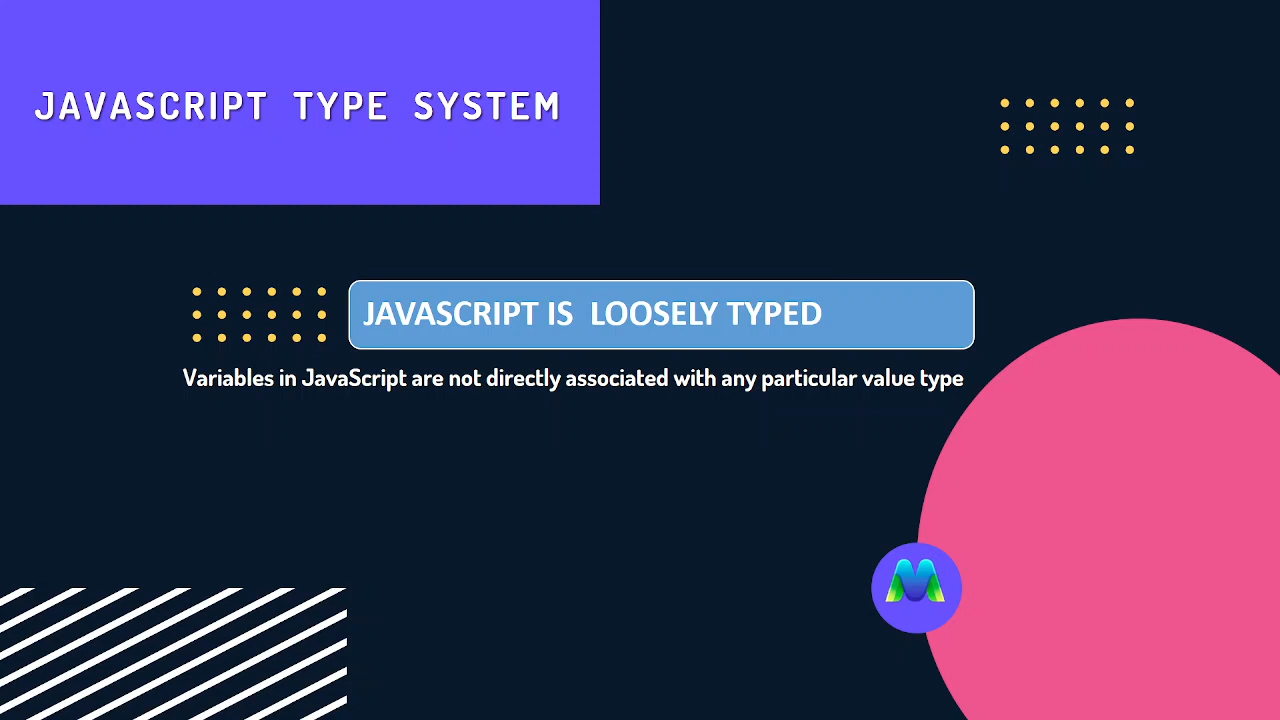 JAVASCRIPT TYPE SYSTEM
JAVASCRIPT IS  LOOSELY TYPED
Variables in JavaScript are not directly associated with any particular value type
M